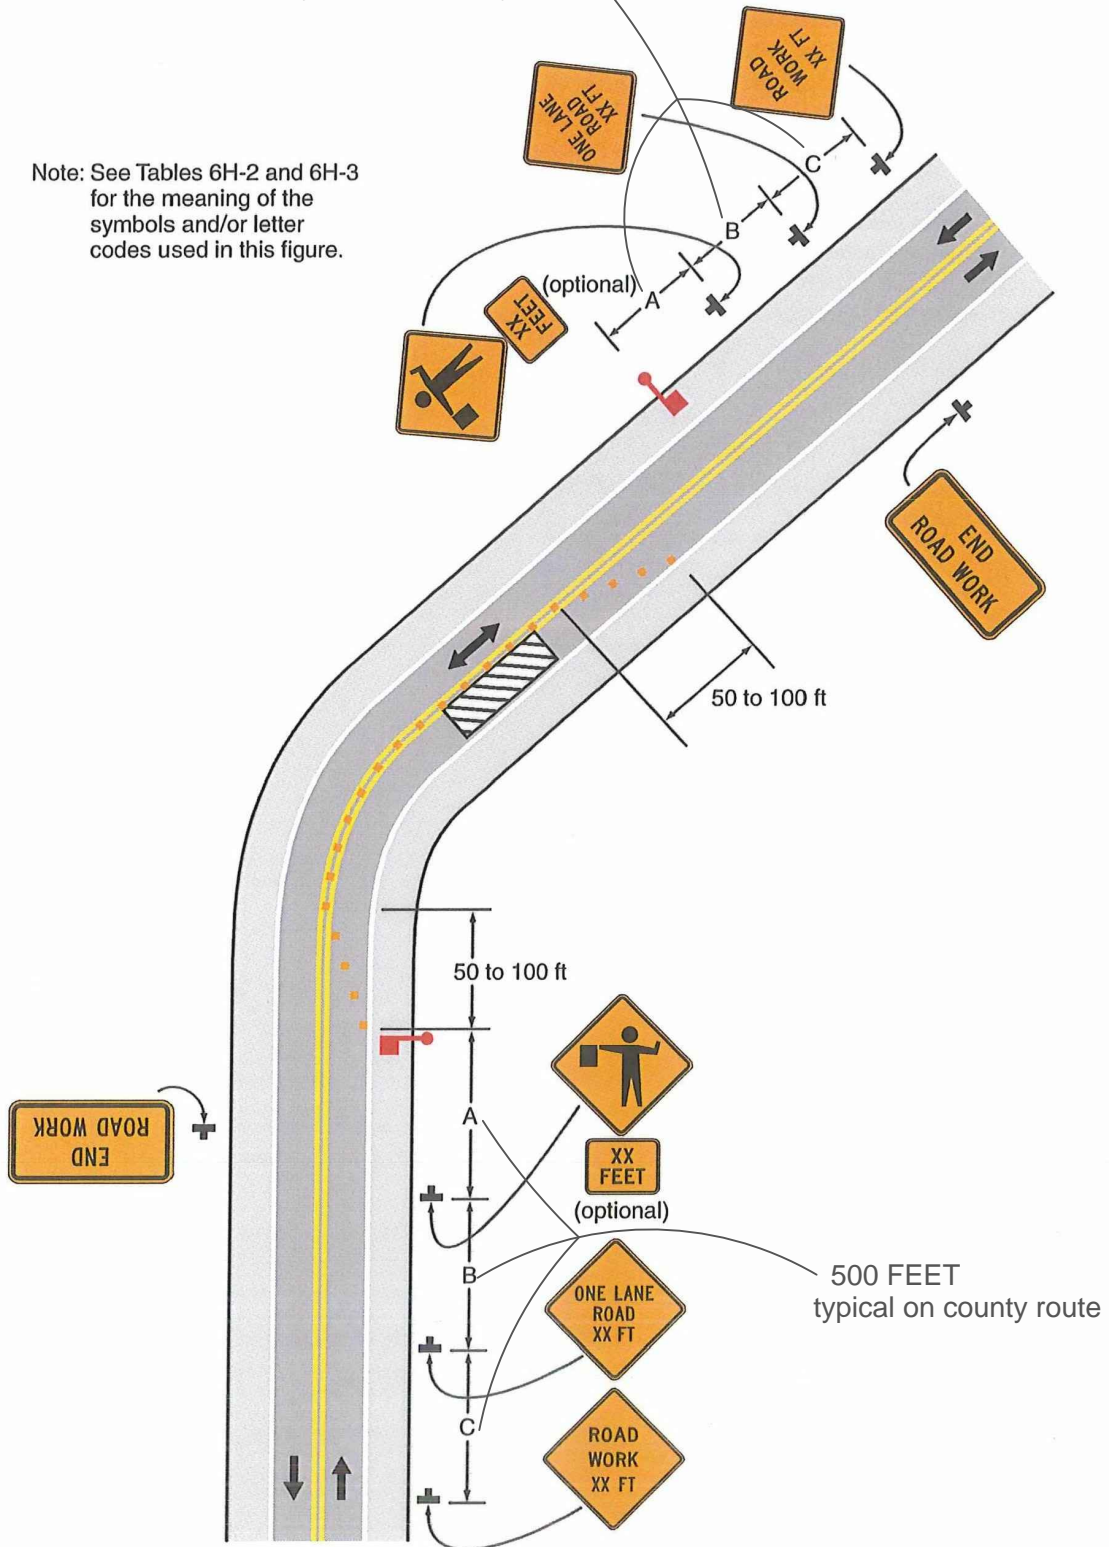 ROAD
WORK
XX FT
ONE LANE
ROAD
XX FT
Note: See Tables 6H-2 and 6H-3
for the meaning of the
symbols and/or letter
codes used in this figure.
C
B
(optional)
A
XX
FEET
END
ROAD WORK
50 to 100 ft
50 to 100 ft
A
END
ROAD WORK
XX
FEET
(optional)
B
500 FEET
typical on county route
ONE LANE
ROAD
XX FT
C
ROAD
WORK
XX FT